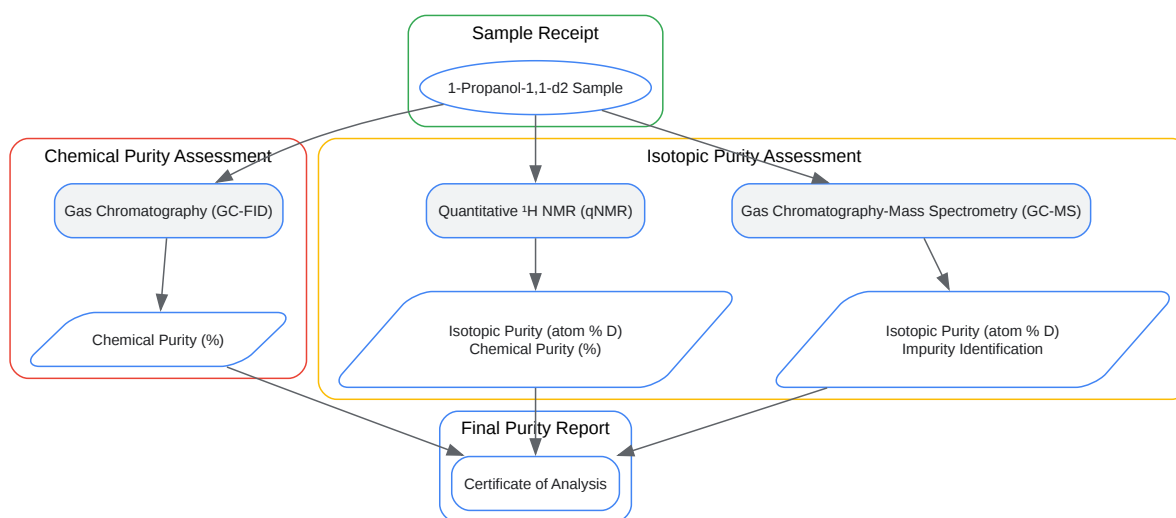 Sample Receipt
1-Propanol-1,1-d2 Sample
Chemical Purity Assessment
Isotopic Purity Assessment
Gas Chromatography (GC-FID)
Quantitative ¹H NMR (qNMR)
Gas Chromatography-Mass Spectrometry (GC-MS)
Chemical Purity (%)
Isotopic Purity (atom % D)
Chemical Purity (%)
Isotopic Purity (atom % D)
Impurity Identification
Final Purity Report
Certificate of Analysis